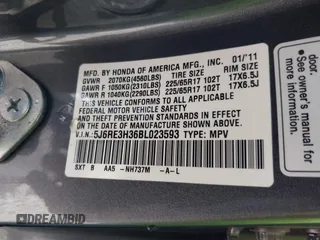 MFD. BY HONDA OF AMERICA MFG., INC. 01/'11
GVWR 2070KG(4560LBS) TIRE SIZE RIM SIZE
GAWR F 1050KG(2310LBS) 225/65R17 102T 17X6.5J
GAWR R 1040KG(2290LBS) 225/65R17 102T 17X6.5J
THIS VEHICLE CONFORMS TO ALL APPLICABLE
FEDERAL MOTOR VEHICLE SAFETY
AND THEFT PREVENTION STANDARDS IN EFFECT
ON THE DATE OF MANUFACTURE SHOWN ABOVE.
V.I.N.: 5J6RE3H36BL023593 TYPE: MPV
SXT B AA5 -NH737M -A-L
door.
owner's manual for
DREAMBID